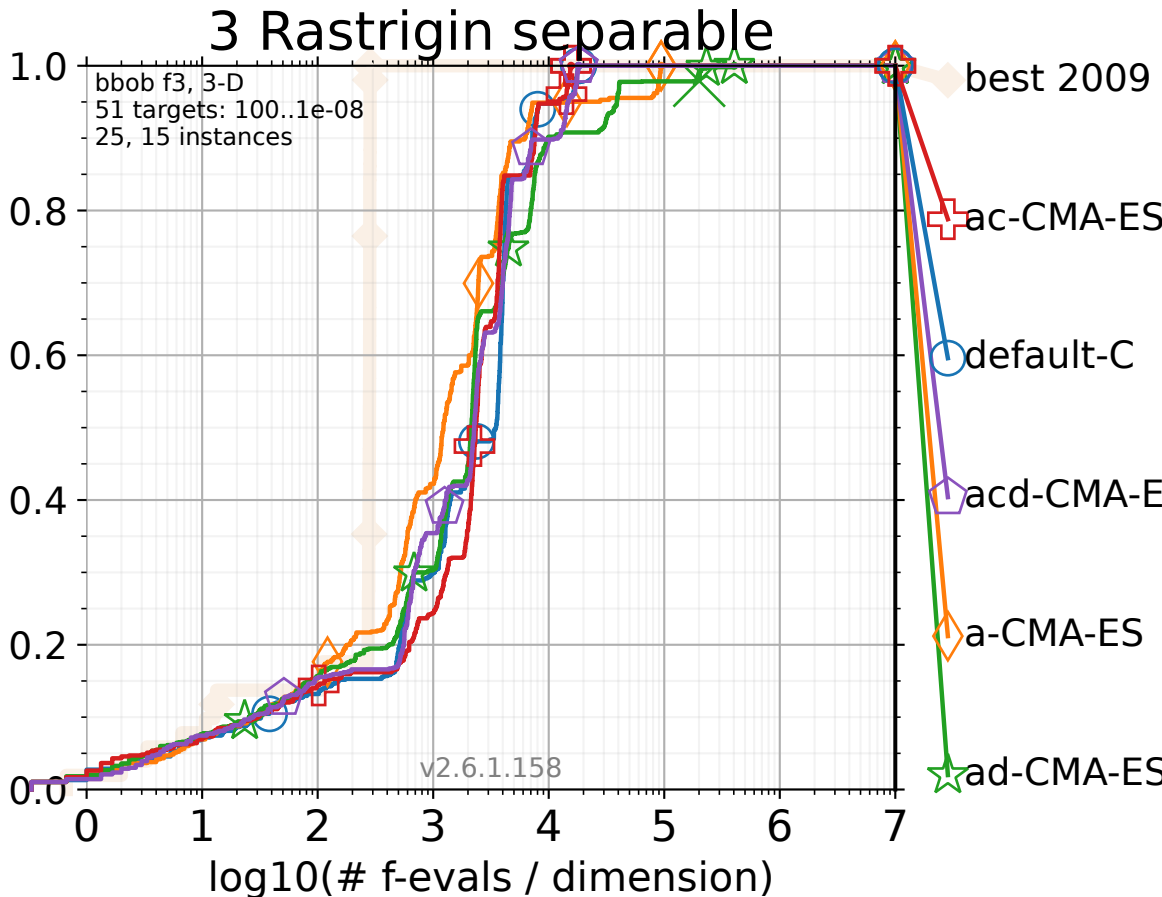 3 Rastrigin separable
bbob f3, 3-D
51 targets: 100..1e-08
25, 15 instances
1.0
0.8
0.6
0.4
0.2
0.0
best 2009
ac-CMA-ES
default-C
acd-CMA-E
a-CMA-ES
ad-CMA-ES
v2.6.1.158
0 1 2 3 4 5 6 7
log10(# f-evals / dimension)